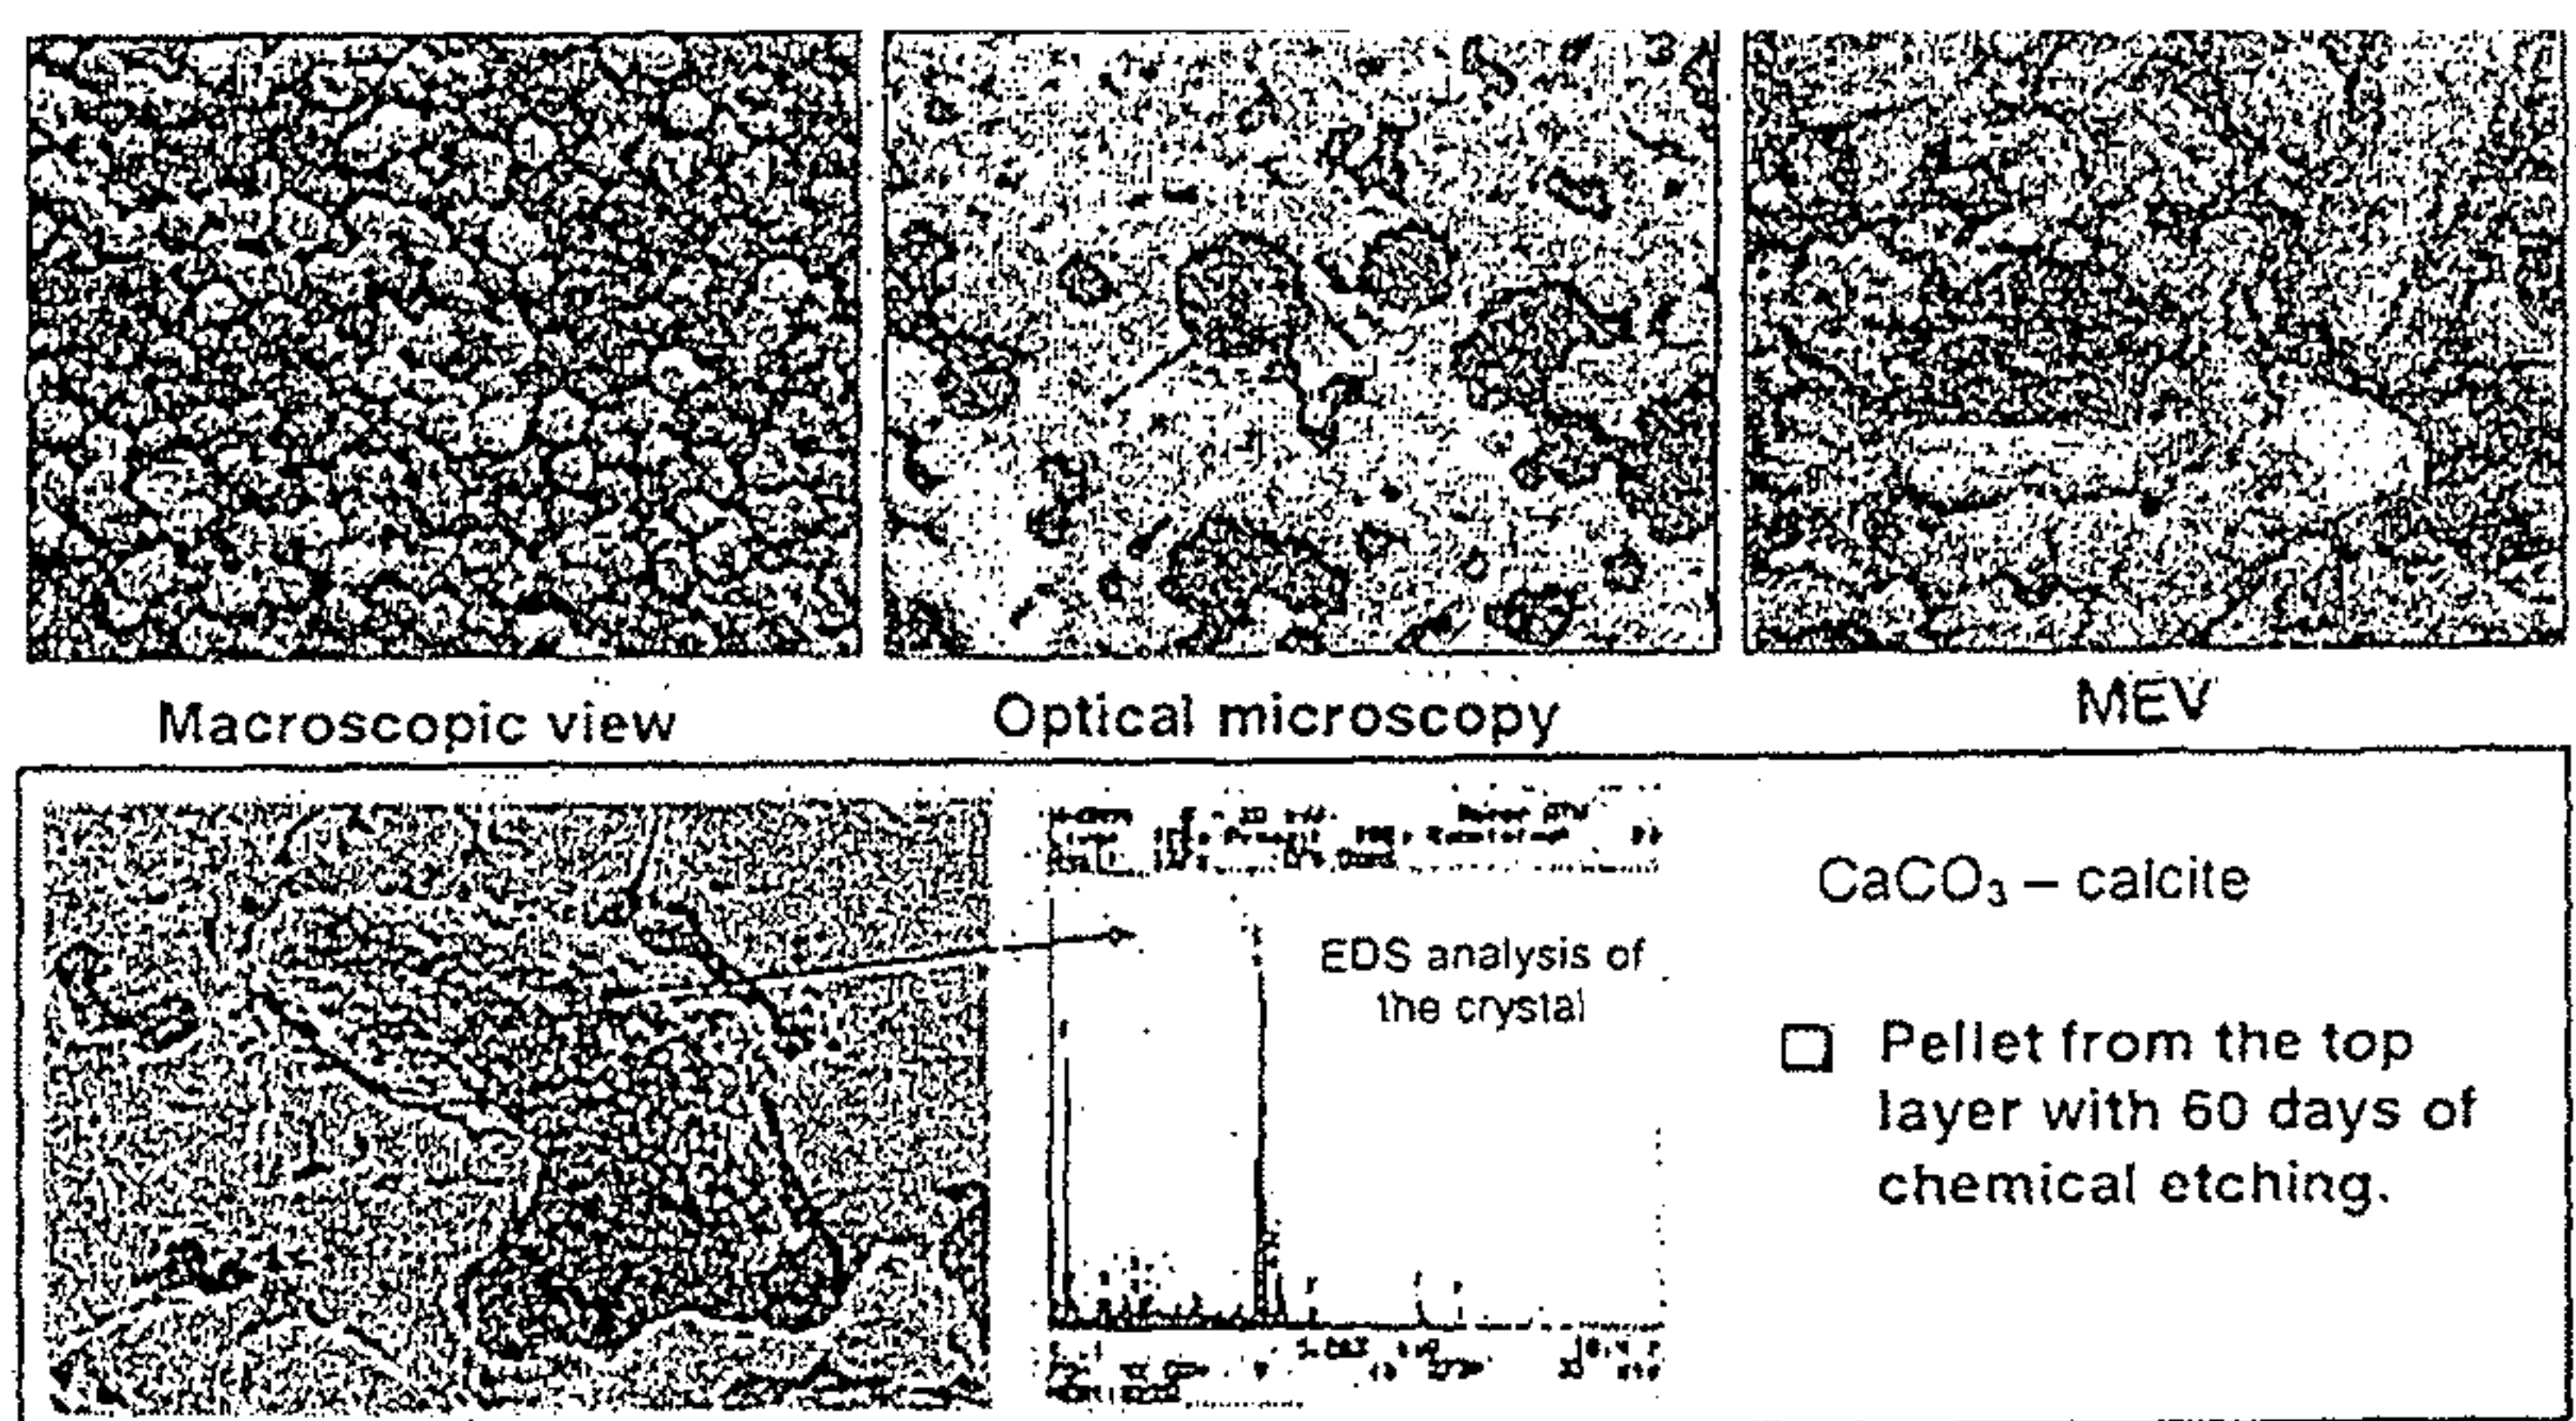 Macroscopic view
Optical microscopy
MEV
EDS analysis of
the crystal
CaCO₃ – calcite
Pellet from the top
layer with 60 days of
chemical etching.